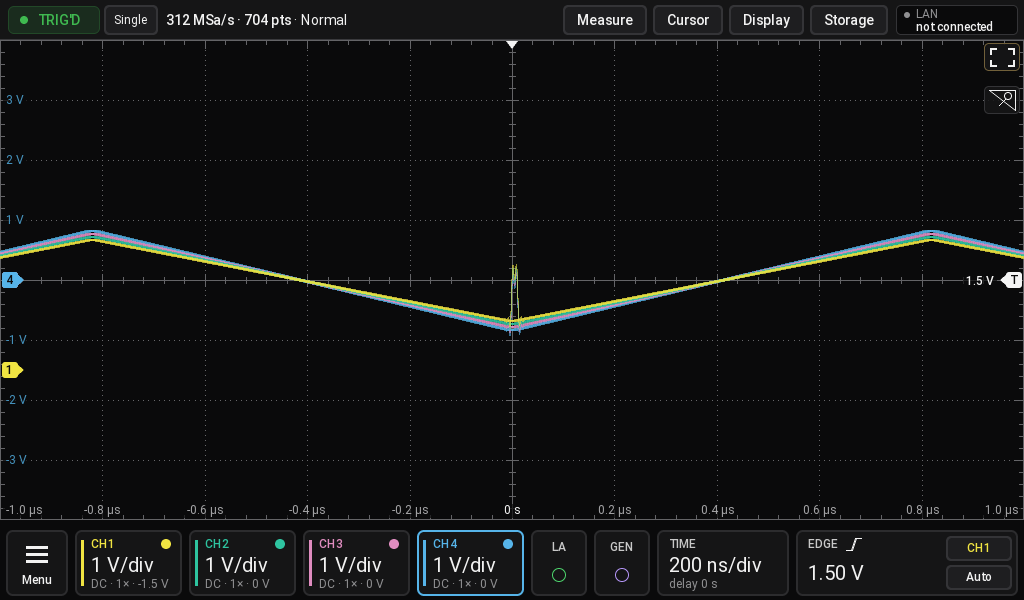 TRIG'D
Single
312 MSa/s · 704 pts · Normal
Measure
Cursor
Display
Storage
LAN
not connected
3 V
2 V
1 V
4
1.5 V
T
-1 V
1
-2 V
-3 V
-1.0 µs
-0.8 µs
-0.6 µs
-0.4 µs
-0.2 µs
0 s
0.2 µs
0.4 µs
0.6 µs
0.8 µs
1.0 µs
Menu
CH1
1 V/div
DC · 1× · -1.5 V
CH2
1 V/div
DC · 1× · 0 V
CH3
1 V/div
DC · 1× · 0 V
CH4
1 V/div
DC · 1× · 0 V
LA
GEN
TIME
200 ns/div
delay 0 s
EDGE
1.50 V
CH1
Auto